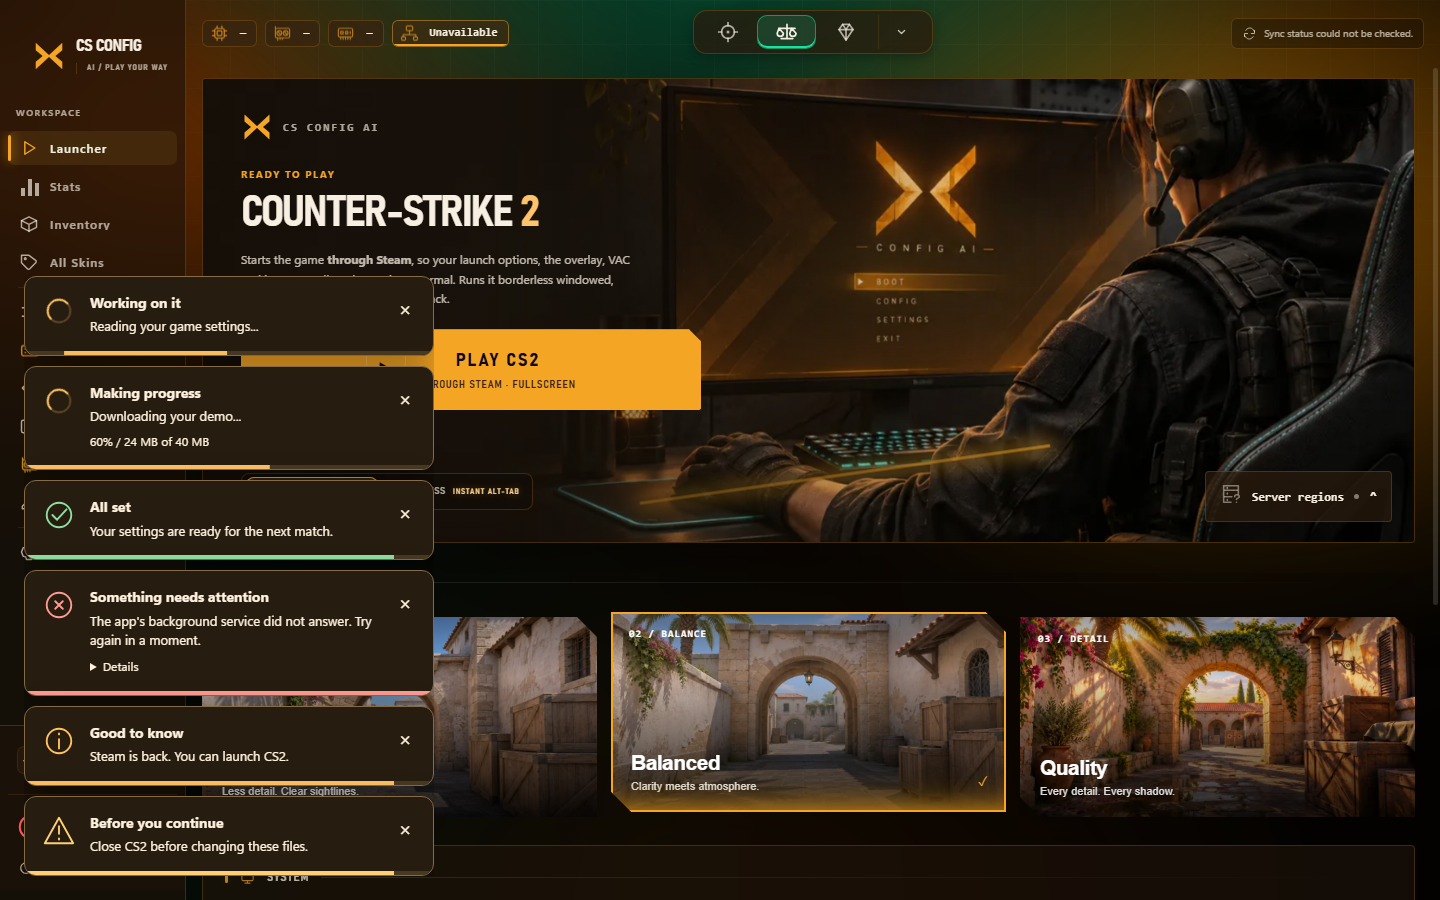 CS CONFIG
AI / PLAY YOUR WAY
–
–
–
Unavailable
Sync status could not be checked.
WORKSPACE
Launcher
Stats
Inventory
All Skins
CS CONFIG AI
READY TO PLAY
COUNTER-STRIKE 2
Starts the game through Steam, so your launch options, the overlay, VAC
rmal. Runs it borderless windowed,
ck.
PLAY CS2
ROUGH STEAM · FULLSCREEN
SS INSTANT ALT-TAB
CONFIG AI
BOOT
CONFIG
SETTINGS
EXIT
Server regions
Working on it
Reading your game settings...
Making progress
Downloading your demo...
60% / 24 MB of 40 MB
All set
Your settings are ready for the next match.
Something needs attention
The app's background service did not answer. Try
again in a moment.
Details
Good to know
Steam is back. You can launch CS2.
Before you continue
Close CS2 before changing these files.
Less detail. Clear sightlines.
02 / BALANCE
Balanced
Clarity meets atmosphere.
03 / DETAIL
Quality
Every detail. Every shadow.
SYSTEM